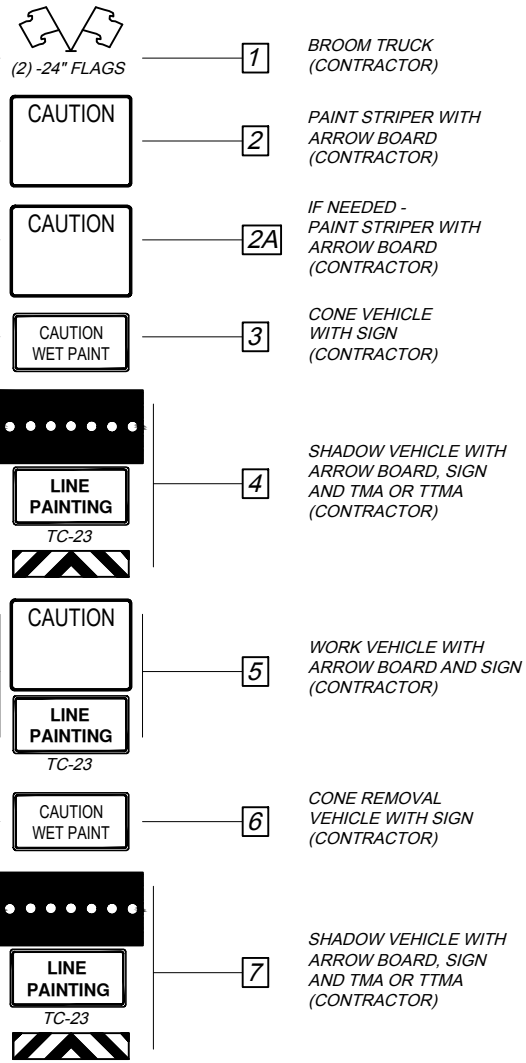 (2) -24" FLAGS
1
BROOM TRUCK
(CONTRACTOR)
CAUTION
2
PAINT STRIPER WITH
ARROW BOARD
(CONTRACTOR)
CAUTION
2A
IF NEEDED -
PAINT STRIPER WITH
ARROW BOARD
(CONTRACTOR)
CAUTION
WET PAINT
3
CONE VEHICLE
WITH SIGN
(CONTRACTOR)
LINE
PAINTING
TC-23
4
SHADOW VEHICLE WITH
ARROW BOARD, SIGN
AND TMA OR TTMA
(CONTRACTOR)
CAUTION
LINE
PAINTING
TC-23
5
WORK VEHICLE WITH
ARROW BOARD AND SIGN
(CONTRACTOR)
CAUTION
WET PAINT
6
CONE REMOVAL
VEHICLE WITH SIGN
(CONTRACTOR)
LINE
PAINTING
TC-23
7
SHADOW VEHICLE WITH
ARROW BOARD, SIGN
AND TMA OR TTMA
(CONTRACTOR)